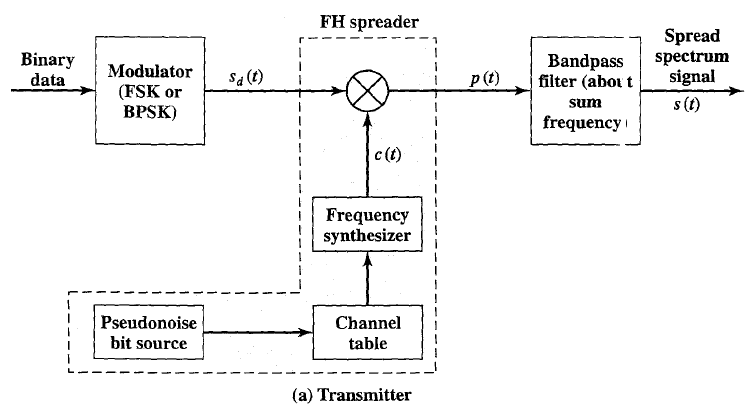 FH spreader
Binary
data
Modulator
(FSK or
BPSK)
s_d(t)
p(t)
Bandpass
filter (about
sum
frequency)
Spread
spectrum
signal
s(t)
c(t)
Frequency
synthesizer
Pseudonoise
bit source
Channel
table
(a) Transmitter